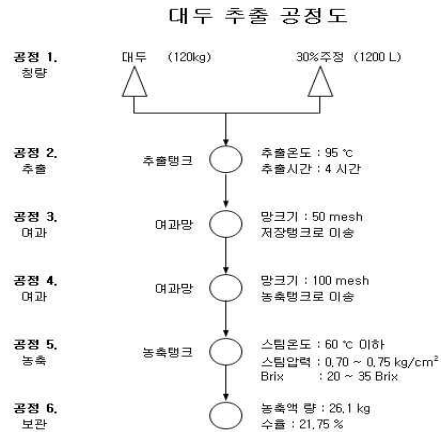 대두 추출 공정도
공정 1. 대두 (120kg) 30%주정 (1200 L)
칭량
공정 2. 추출탱크 추출온도 : 95 ℃
추출 추출시간 : 4 시간
공정 3. 여과망 망크기 : 50 mesh
여과 저장탱크로 이송
공정 4. 여과망 망크기 : 100 mesh
여과 농축탱크로 이송
공정 5. 농축탱크 스팀온도 : 60 ℃ 이하
농축 스팀압력 : 0,70 ~ 0,75 kg/cm²
Brix : 20 ~ 35 Brix
공정 6. 농축액 량 : 26,1 kg
보관 수율 : 21,75 %